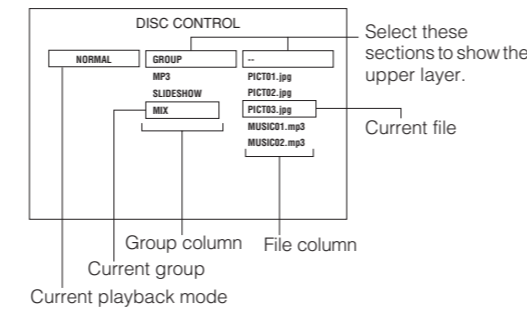 DISC CONTROL
NORMAL GROUP --
MP3 PICT01.jpg
SLIDESHOW PICT02.jpg
MIX PICT03.jpg
MUSIC01.mp3
MUSIC02.mp3
Select these
sections to show the
upper layer.
Current file
Group column File column
Current group
Current playback mode